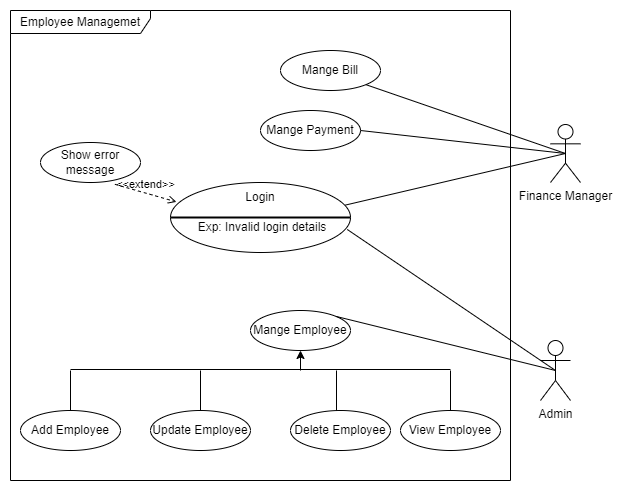 Employee Managemet
Mange Bill
Mange Payment
Show error
message
<<extend>>
Login
Exp: Invalid login details
Finance Manager
Mange Employee
Admin
Add Employee
Update Employee
Delete Employee
View Employee